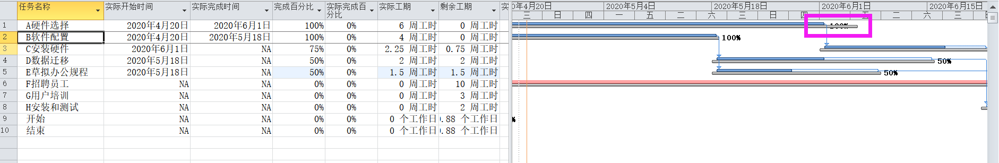 任务名称 实际开始时间 实际完成时间 完成百分比 实际完成百分比 实际工期 剩余工期 实
0年4月20日 2020年5月4日 2020年5月18日 2020年6月1日 2020年6月15日
三 日 四 一 五 二 六 三 日 四 一 五 二 六 三 日
1 A硬件选择 2020年4月20日 2020年6月1日 100% 0% 6 周工时 0 周工时 100%
2 B软件配置 2020年4月20日 2020年5月18日 100% 0% 4 周工时 0 周工时 100%
3 C安装硬件 2020年6月1日 NA 75% 0% 2.25 周工时 0.75 周工时
4 D数据迁移 2020年5月18日 NA 50% 0% 2 周工时 2 周工时 50%
5 E草拟办公规程 2020年5月18日 NA 50% 0% 1.5 周工时 1.5 周工时 50%
6 F招聘员工 NA NA 0% 0% 0 周工时 10 周工时
7 G用户培训 NA NA 0% 0% 0 周工时 3 周工时
8 H安装和测试 NA NA 0% 0% 0 周工时 2 周工时
9 开始 NA NA 0% 0% 0 个工作日 .88 个工作日 %
10 结束 NA NA 0% 0% 0 个工作日 .88 个工作日